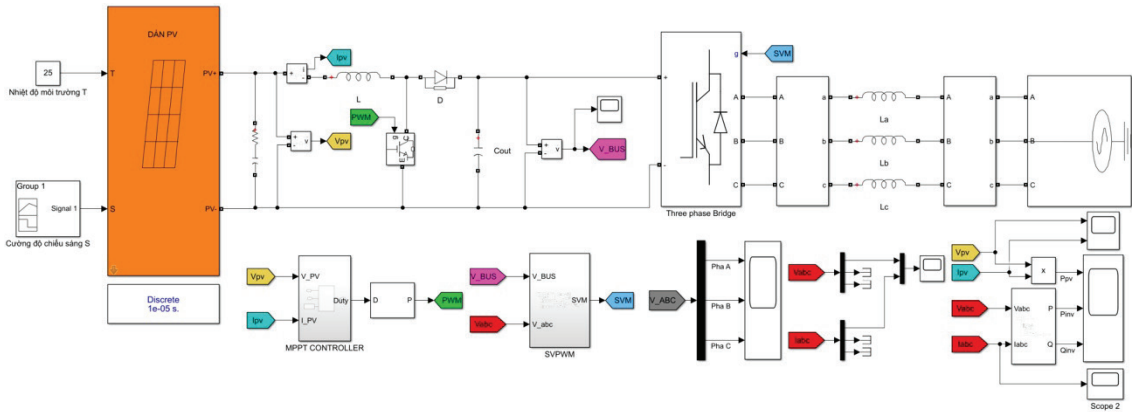 DÀN PV
25
T
Nhiệt độ môi trường T
Group 1
Signal 1
Cường độ chiếu sáng S
S
PV+
PV-
Discrete
1e-05 s.
+
-
i
Ipv
L
D
PWM
g
C
E
+
-
v
Vpv
Cout
+
-
v
V_BUS
g
SVM
+
-
A
B
C
Three phase Bridge
A
B
C
a
b
c
La
Lb
Lc
A
B
C
a
b
c
A
B
C
Vpv
Ipv
V_PV
I_PV
Duty
MPPT CONTROLLER
D
P
PWM
V_BUS
Vabc
V_BUS
V_abc
SVM
SVPWM
SVM
V_ABC
Pha A
Pha B
Pha C
Vabc
Iabc
Vpv
Ipv
x
Ppv
Vabc
Iabc
Vabc
Iabc
P
Q
Pinv
Qinv
Scope 2